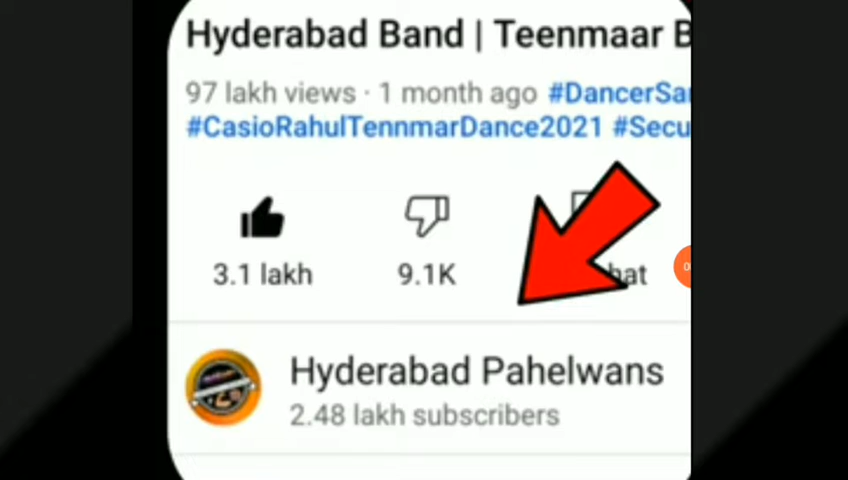 Hyderabad Band | Teenmaar B
97 lakh views · 1 month ago #DancerSar
#CasioRahulTennmarDance2021 #Secu
3.1 lakh 9.1K hat
Hyderabad Pahelwans
2.48 lakh subscribers